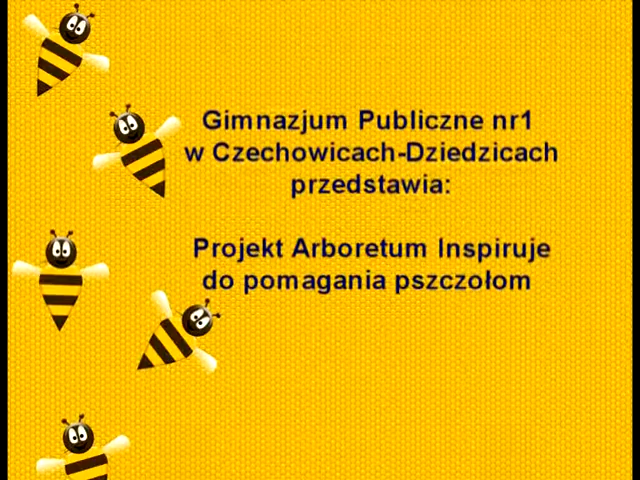 Gimnazjum Publiczne nr1
w Czechowicach-Dziedzicach
przedstawia:
Projekt Arboretum Inspiruje
do pomagania pszczołom